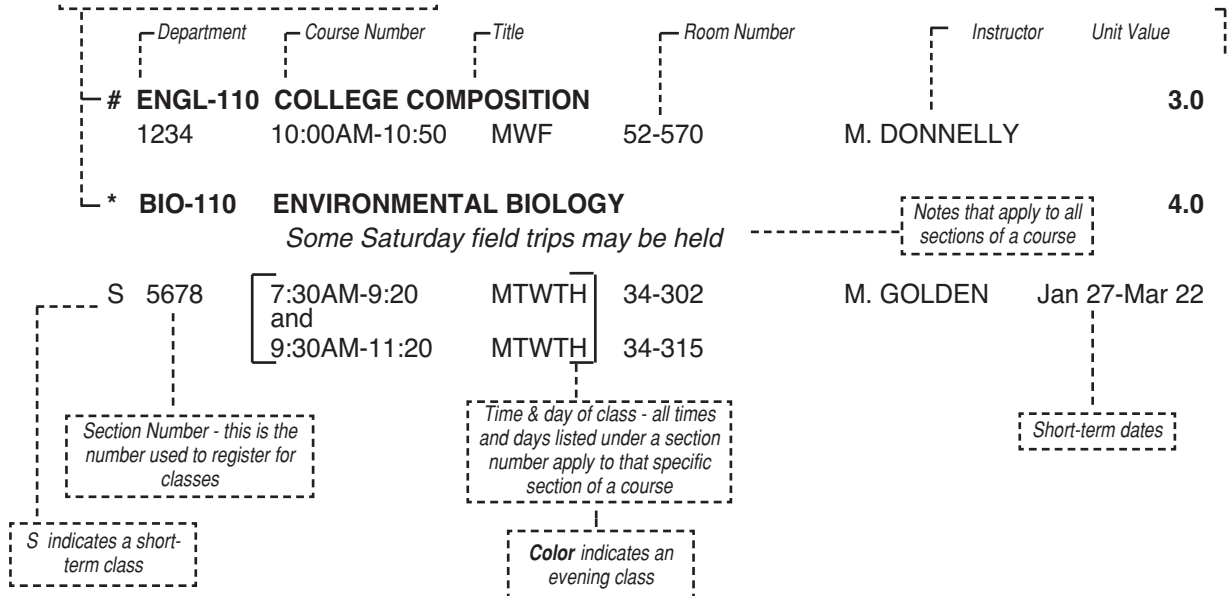 Department Course Number Title Room Number Instructor Unit Value
# ENGL-110 COLLEGE COMPOSITION 3.0
1234 10:00AM-10:50 MWF 52-570 M. DONNELLY
* BIO-110 ENVIRONMENTAL BIOLOGY 4.0
Some Saturday field trips may be held
Notes that apply to all
sections of a course
S 5678 7:30AM-9:20 MTWTH 34-302 M. GOLDEN Jan 27-Mar 22
and
9:30AM-11:20 MTWTH 34-315
Section Number - this is the
number used to register for
classes
Time & day of class - all times
and days listed under a section
number apply to that specific
section of a course
Short-term dates
S indicates a short-
term class
Color indicates an
evening class